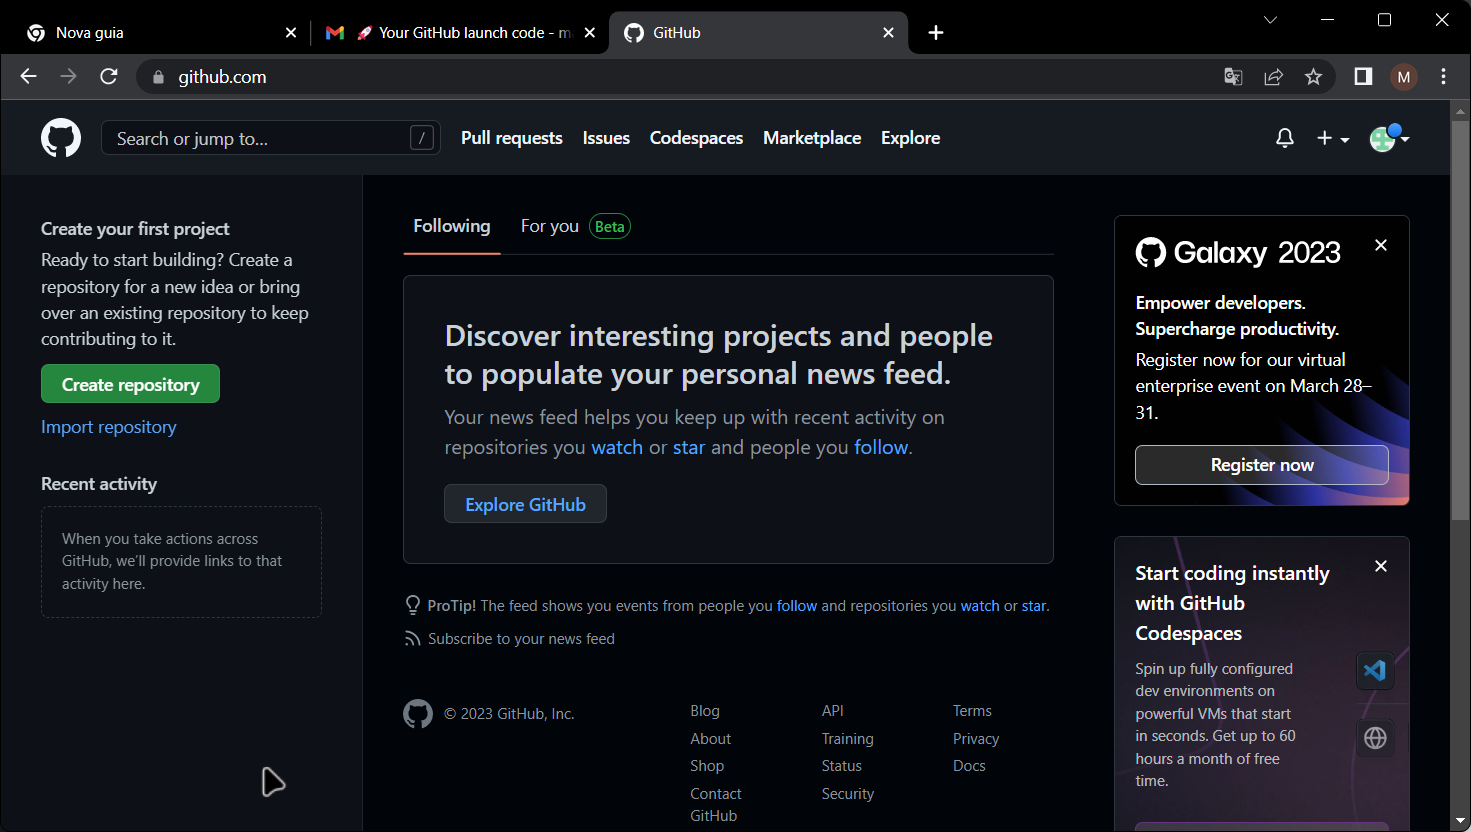 Nova guia
🚀 Your GitHub launch code - m
GitHub
github.com
M
Search or jump to...
/
Pull requests
Issues
Codespaces
Marketplace
Explore
Create your first project
Ready to start building? Create a
repository for a new idea or bring
over an existing repository to keep
contributing to it.
Create repository
Import repository
Recent activity
When you take actions across
GitHub, we'll provide links to that
activity here.
Following
For you
Beta
Discover interesting projects and people
to populate your personal news feed.
Your news feed helps you keep up with recent activity on
repositories you watch or star and people you follow.
Explore GitHub
ProTip! The feed shows you events from people you follow and repositories you watch or star.
Subscribe to your news feed
© 2023 GitHub, Inc.
Blog
About
Shop
Contact
GitHub
API
Training
Status
Security
Terms
Privacy
Docs
Galaxy 2023
Empower developers.
Supercharge productivity.
Register now for our virtual
enterprise event on March 28–
31.
Register now
Start coding instantly
with GitHub
Codespaces
Spin up fully configured
dev environments on
powerful VMs that start
in seconds. Get up to 60
hours a month of free
time.